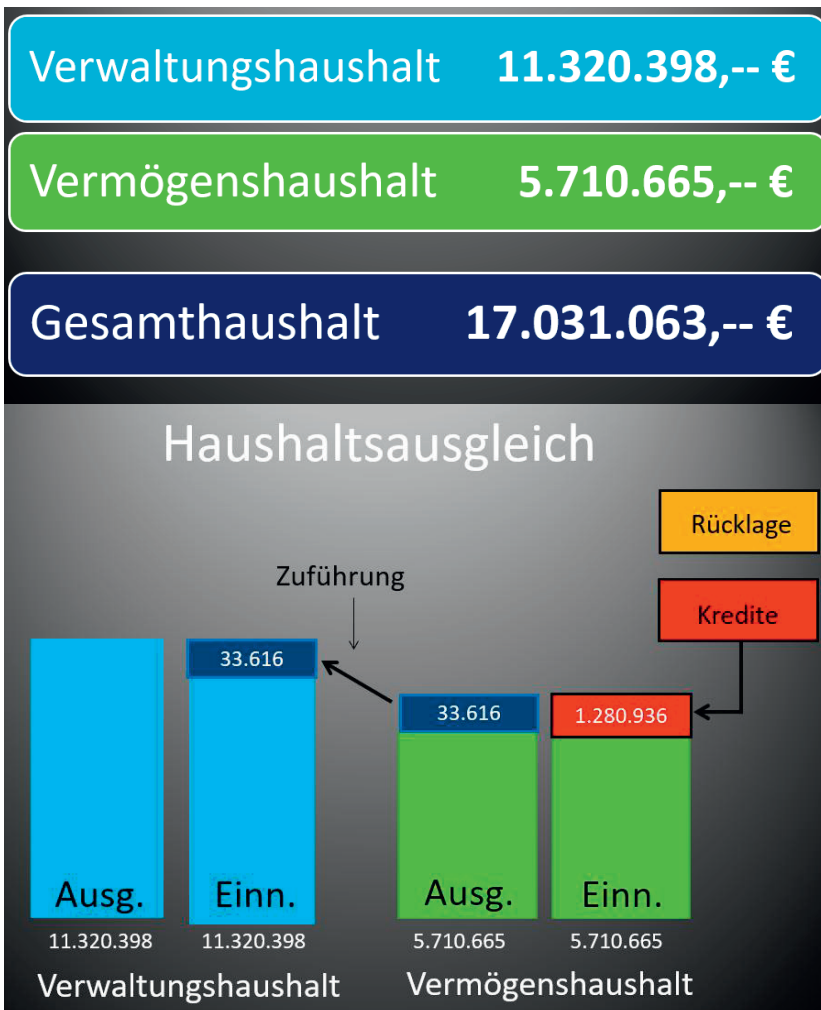 Verwaltungshaushalt 11.320.398,-- €
Vermögenshaushalt 5.710.665,-- €
Gesamthaushalt 17.031.063,-- €
Haushaltsausgleich
Rücklage
Zuführung
Kredite
33.616
33.616 1.280.936
Ausg. Einn. Ausg. Einn.
11.320.398 11.320.398 5.710.665 5.710.665
Verwaltungshaushalt Vermögenshaushalt